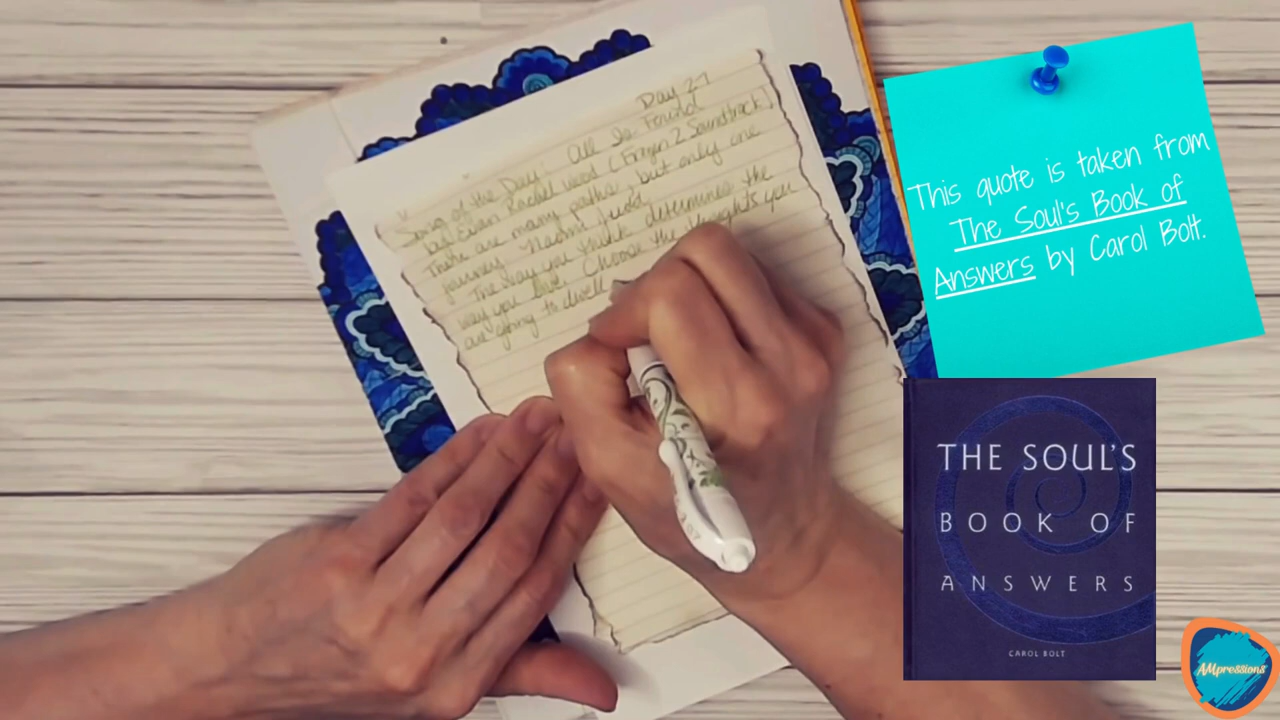 Day 27
Song of the Day: All Is Found
by Evan Rachel Wood (Frozen 2 Soundtrack)
There are many paths, but only one
journey. Naomi Judd
The way you think determines the
way you live. Choose the thoughts you
are going to dwell
This quote is taken from
The Soul's Book of
Answers by Carol Bolt.
THE SOUL'S
BOOK OF
ANSWERS
CAROL BOLT
AMpressions